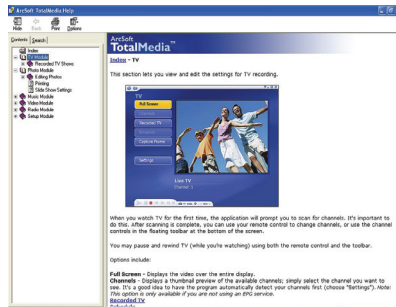 ArcSoft TotalMedia Help
Hide Back Print Options
Contents Search
Index
TV Module
Recorded TV Shows
Photo Module
Editing Photos
Printing
Slide Show Settings
Music Module
Video Module
Radio Module
Setup Module
ArcSoft
TotalMedia™
Index - TV
This section lets you view and edit the settings for TV recording.
TV
Full Screen
Recorded TV
Capture Frame
Settings
Live TV
Channel
When you watch TV for the first time, the application will prompt you to scan for channels. It's important to
do this. After scanning is complete, you can use your remote control to change channels, or use the channel
controls in the floating toolbar at the bottom of the screen.
You may pause and rewind TV (while you're watching) using both the remote control and the toolbar.
Options include:
Full Screen - Displays the video over the entire display.
Channels - Displays a thumbnail preview of the available channels; simply select the channel you want to
see. It's a good idea to have the program automatically detect your channels first (choose "Settings"). Note:
This option is only available if you are not using an EPG service.
Recorded TV